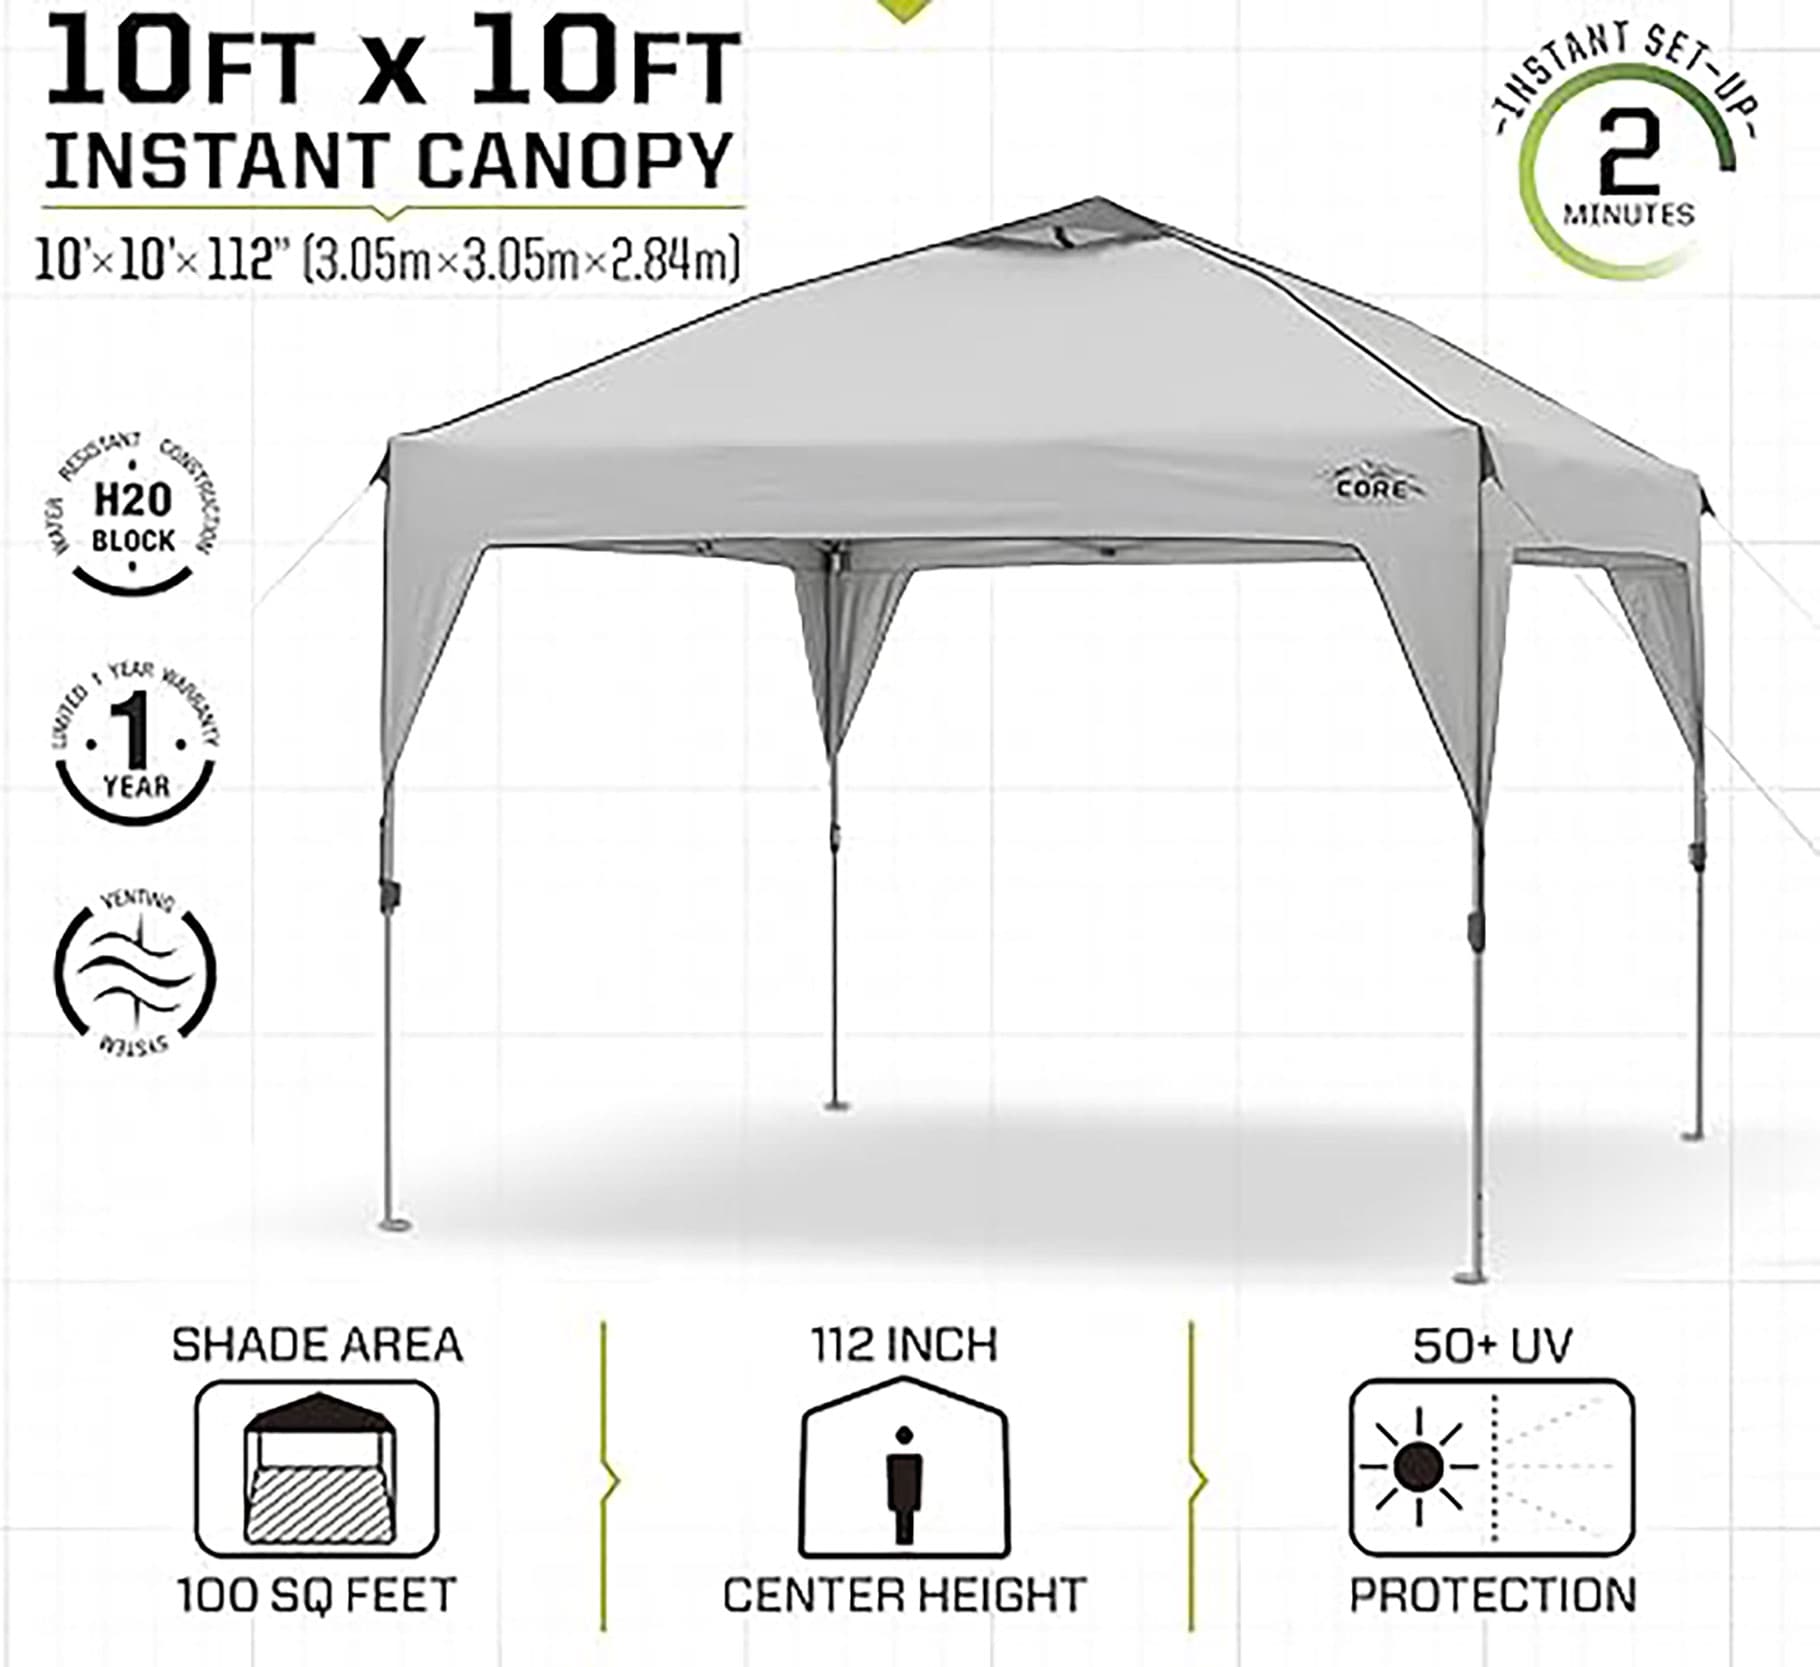 10FT x 10FT
INSTANT CANOPY
10'×10'×112" (3.05m×3.05m×2.84m)
-INSTANT SET-UP-
2
MINUTES
WATER RESISTANT CONSTRUCTION
H20
BLOCK
LIMITED 1 YEAR WARRANTY
1
YEAR
VENTING
SYSTEM
CORE
SHADE AREA
100 SQ FEET
112 INCH
CENTER HEIGHT
50+ UV
PROTECTION